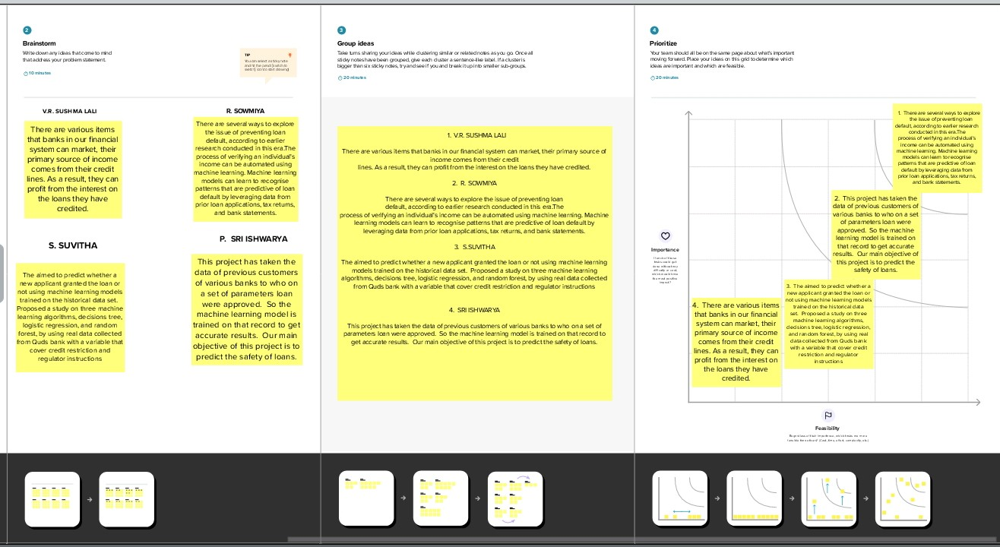 2
Brainstorm
Write down any ideas that come to mind
that address your problem statement.
10 minutes
TIP
You can select a sticky note
and hit the pencil [switch to
sketch] icon to start drawing!
V.R. SUSHMA LALI
There are various items
that banks in our financial
system can market, their
primary source of income
comes from their credit
lines. As a result, they can
profit from the interest on
the loans they have
credited.
R. SOWMIYA
There are several ways to explore
the issue of preventing loan
default, according to earlier
research conducted in this era.The
process of verifying an individual's
income can be automated using
machine learning. Machine learning
models can learn to recognise
patterns that are predictive of loan
default by leveraging data from
prior loan applications, tax returns,
and bank statements.
S. SUVITHA
The aimed to predict whether a
new applicant granted the loan or
not using machine learning models
trained on the historical data set.
Proposed a study on three machine
learning algorithms, decisions tree,
logistic regression, and random
forest, by using real data collected
from Quds bank with a variable that
cover credit restriction and
regulator instructions
P. SRI ISHWARYA
This project has taken the
data of previous customers
of various banks to who on
a set of parameters loan
were approved. So the
machine learning model is
trained on that record to get
accurate results. Our main
objective of this project is to
predict the safety of loans.
3
Group ideas
Take turns sharing your ideas while clustering similar or related notes as you go. Once all
sticky notes have been grouped, give each cluster a sentence-like label. If a cluster is
bigger than six sticky notes, try and see if you and break it up into smaller sub-groups.
20 minutes
1. V.R. SUSHMA LALI
There are various items that banks in our financial system can market, their primary source of
income comes from their credit
lines. As a result, they can profit from the interest on the loans they have credited.
2. R. SOWMIYA
There are several ways to explore the issue of preventing loan
default, according to earlier research conducted in this era.The
process of verifying an individual's income can be automated using machine learning. Machine
learning models can learn to recognise patterns that are predictive of loan default by
leveraging data from prior loan applications, tax returns, and bank statements.
3. S.SUVITHA
The aimed to predict whether a new applicant granted the loan or not using machine learning
models trained on the historical data set. Proposed a study on three machine learning
algorithms, decisions tree, logistic regression, and random forest, by using real data collected
from Quds bank with a variable that cover credit restriction and regulator instructions
4. SRI ISHWARYA
This project has taken the data of previous customers of various banks to who on a set of
parameters loan were approved. So the machine learning model is trained on that record to
get accurate results. Our main objective of this project is to predict the safety of loans.
4
Prioritize
Your team should all be on the same page about what's important
moving forward. Place your ideas on this grid to determine which
ideas are important and which are feasible.
20 minutes
1. There are several ways to explore
the issue of preventing loan
default, according to earlier research
conducted in this era.The
process of verifying an individual's
income can be automated using
machine learning. Machine learning
models can learn to recognise
patterns that are predictive of loan
default by leveraging data from
prior loan applications, tax returns,
and bank statements.
2. This project has taken the
data of previous customers of
various banks to who on a set
of parameters loan were
approved. So the machine
learning model is trained on
that record to get accurate
results. Our main objective of
this project is to predict the
safety of loans.
3. The aimed to predict whether a
new applicant granted the loan or
not using machine learning models
trained on the historical data
set. Proposed a study on three
machine learning algorithms,
decisions tree, logistic regression,
and random forest, by using real
data collected from Quds bank
with a variable that cover credit
restriction and regulator
instructions
4. There are various items
that banks in our financial
system can market, their
primary source of income
comes from their credit
lines. As a result, they can
profit from the interest on
the loans they have
credited.
Importance
Feasibility